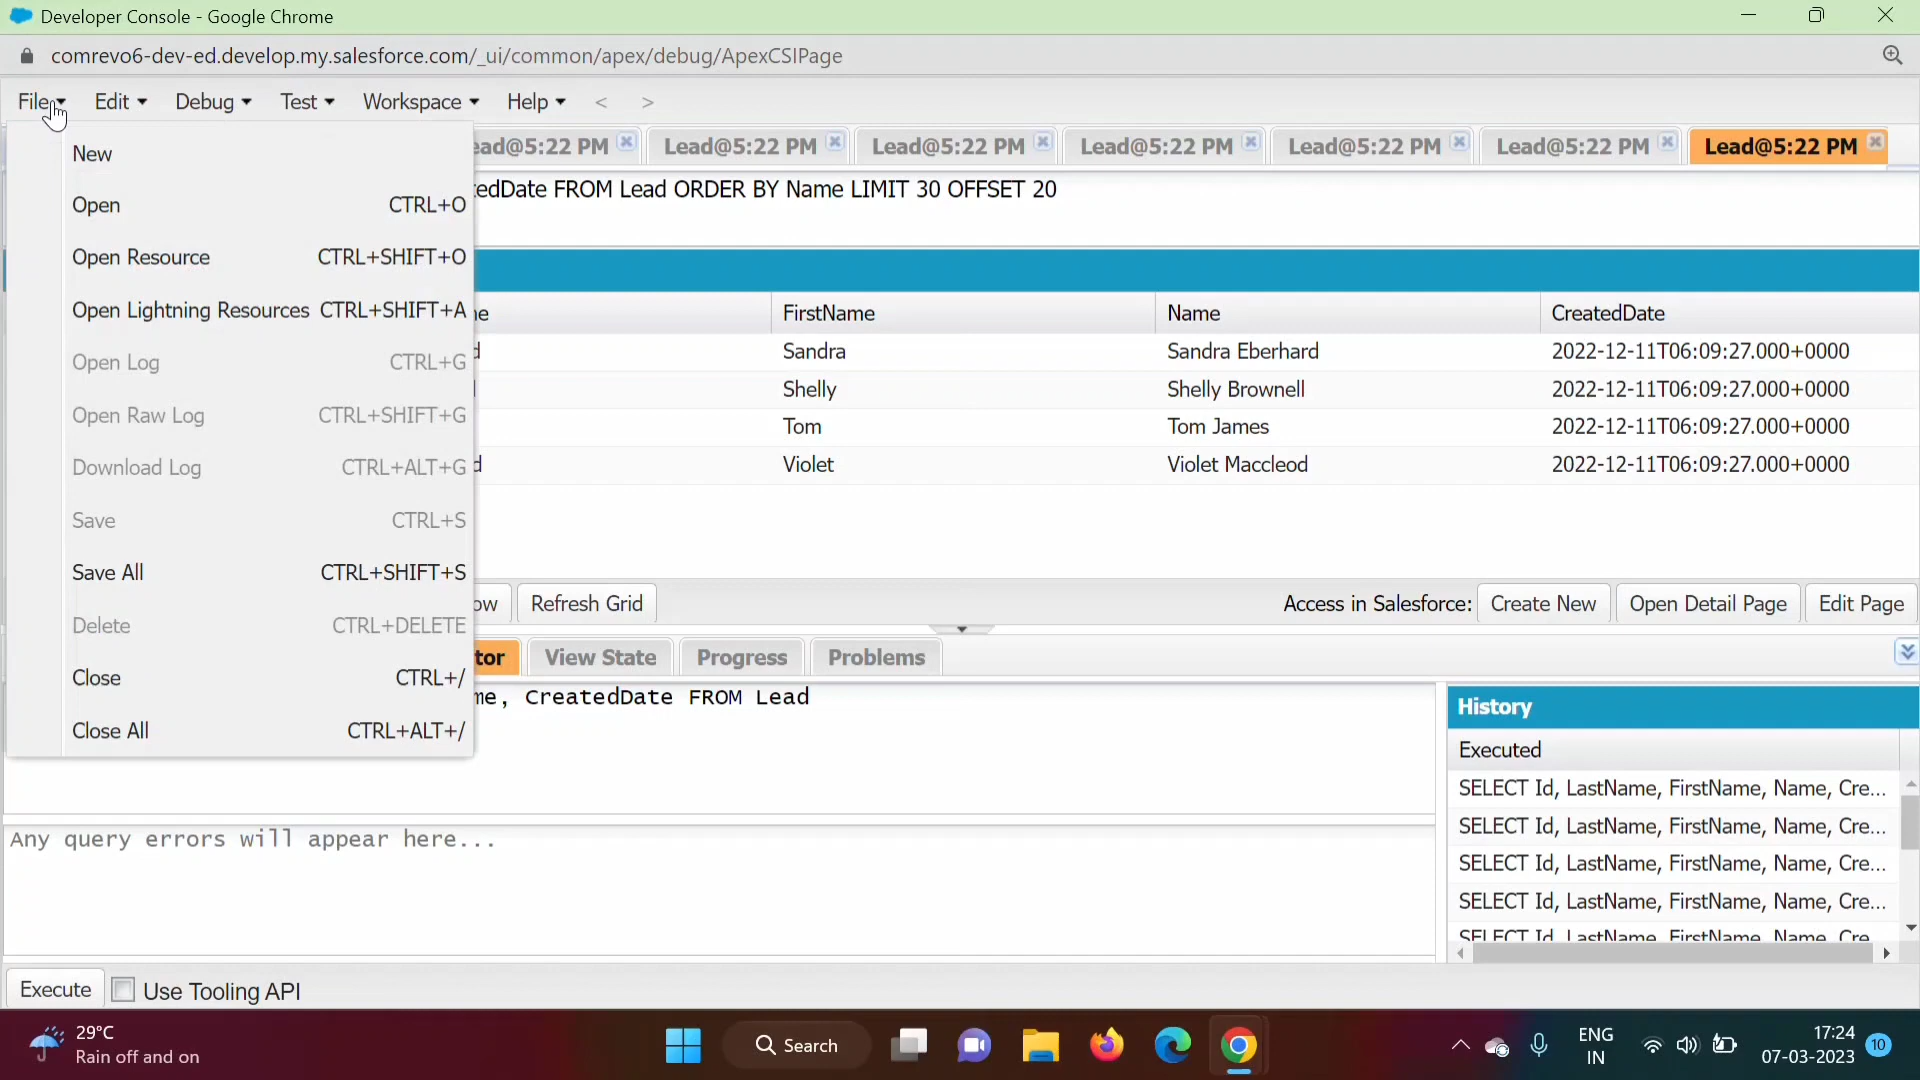 Developer Console - Google Chrome
comrevo6-dev-ed.develop.my.salesforce.com/_ui/common/apex/debug/ApexCSIPage
File Edit Debug Test Workspace Help < >
Lead@5:22 PM Lead@5:22 PM Lead@5:22 PM Lead@5:22 PM Lead@5:22 PM Lead@5:22 PM
FROM Lead ORDER BY Name LIMIT 30 OFFSET 20
New
Open CTRL+O
Open Resource CTRL+SHIFT+O
Open Lightning Resources CTRL+SHIFT+A
Open Log CTRL+G
Open Raw Log CTRL+SHIFT+G
Download Log CTRL+ALT+G
Save CTRL+S
Save All CTRL+SHIFT+S
Delete CTRL+DELETE
Close CTRL+/
Close All CTRL+ALT+/
FirstName Name CreatedDate
Sandra Sandra Eberhard 2022-12-11T06:09:27.000+0000
Shelly Shelly Brownell 2022-12-11T06:09:27.000+0000
Tom Tom James 2022-12-11T06:09:27.000+0000
Violet Violet Maccleod 2022-12-11T06:09:27.000+0000
Refresh Grid Access in Salesforce: Create New Open Detail Page Edit Page
View State Progress Problems
CreatedDate FROM Lead
History
Executed
SELECT Id, LastName, FirstName, Name, Cre...
SELECT Id, LastName, FirstName, Name, Cre...
SELECT Id, LastName, FirstName, Name, Cre...
SELECT Id, LastName, FirstName, Name, Cre...
SELECT Id, LastName, FirstName, Name, Cre
Any query errors will appear here...
Execute Use Tooling API
29°C
Rain off and on
Search
ENG
IN
17:24
07-03-2023
10